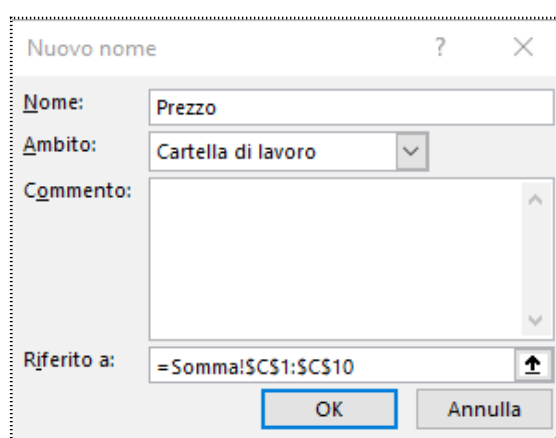 Nuovo nome ?
Nome: Prezzo
Ambito: Cartella di lavoro
Commento:
Riferito a: =Somma!$C$1:$C$10
OK Annulla